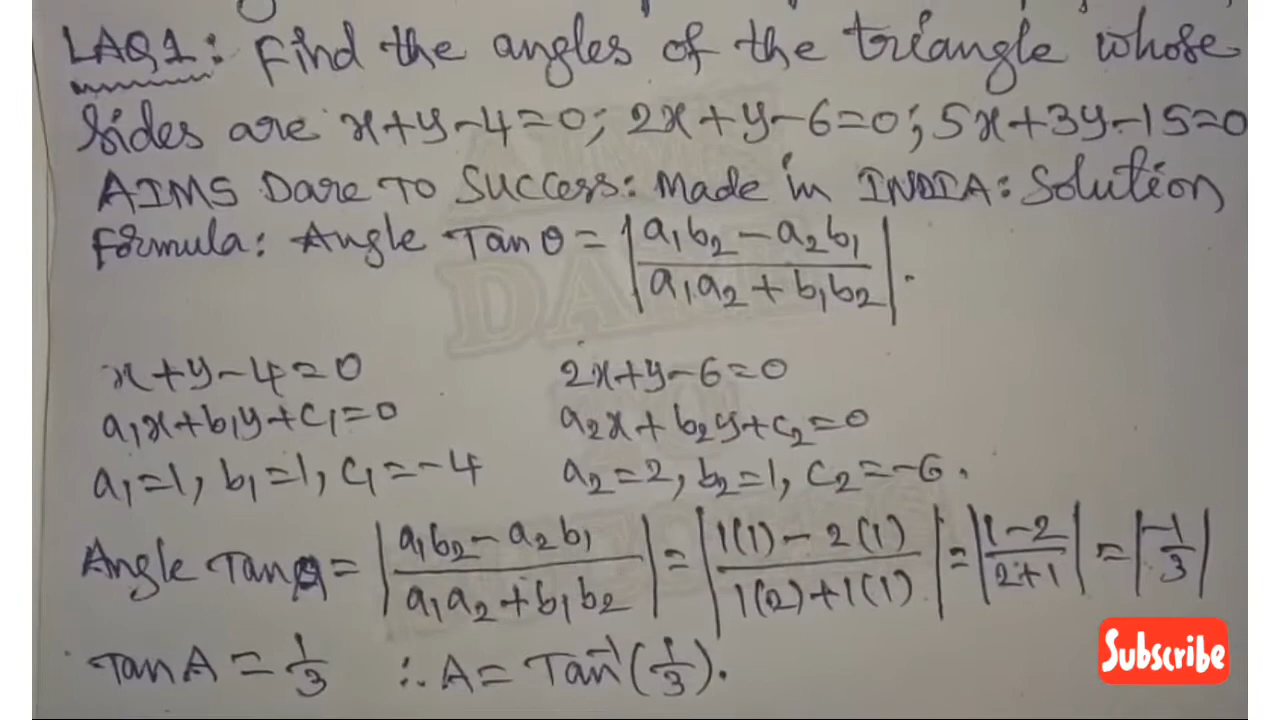 LAQ1: Find the angles of the triangle whose
sides are x+y-4=0; 2x+y-6=0; 5x+3y-15=0
AIMS Dare To Success: Made in INDIA: Solution
Formula: Angle Tan θ = |a₁b₂-a₂b₁/a₁a₂+b₁b₂|.
x+y-4=0 2x+y-6=0
a₁x+b₁y+c₁=0 a₂x+b₂y+c₂=0
a₁=1, b₁=1, c₁=-4 a₂=2, b₂=1, c₂=-6.
Angle Tan A = |a₁b₂-a₂b₁/a₁a₂+b₁b₂| = |1(1)-2(1)/1(2)+1(1)| = |1-2/2+1| = |-1/3|
Tan A = 1/3 ∴ A = Tan⁻¹(1/3).
Subscribe